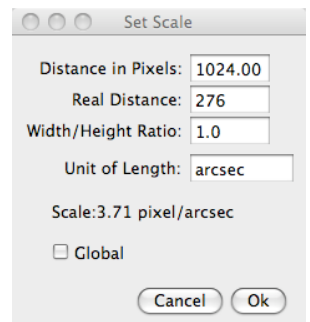 Set Scale
Distance in Pixels: 1024.00
Real Distance: 276
Width/Height Ratio: 1.0
Unit of Length: arcsec
Scale:3.71 pixel/arcsec
Global
Cancel Ok